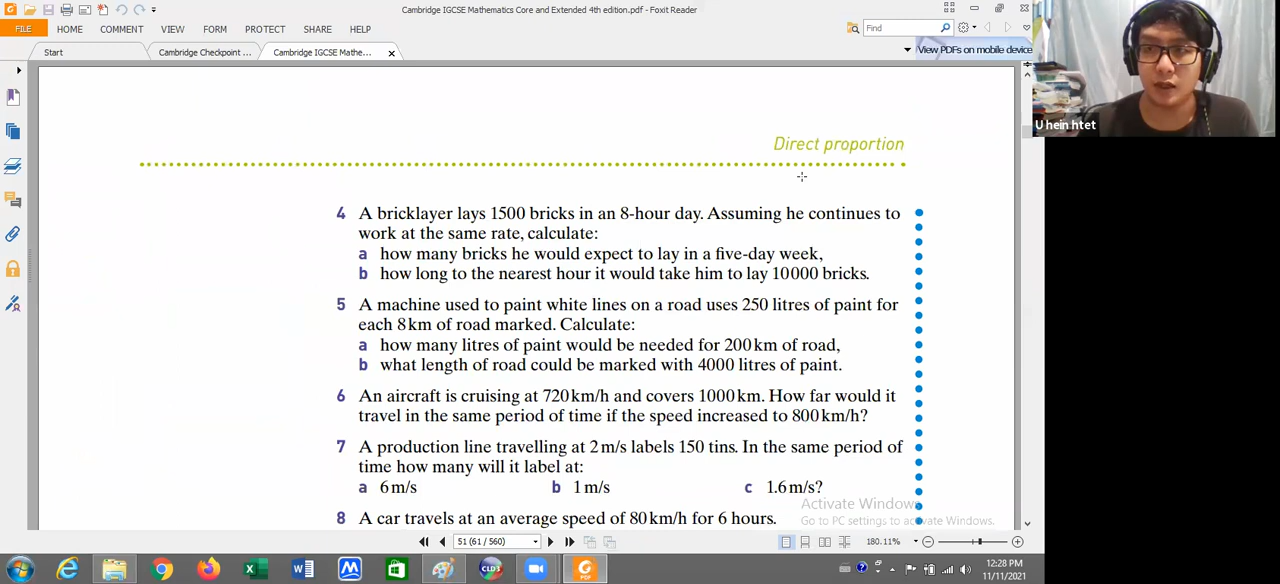 Cambridge IGCSE Mathematics Core and Extended 4th edition.pdf - Foxit Reader
FILE HOME COMMENT VIEW FORM PROTECT SHARE HELP
Find
Start
Cambridge Checkpoint ...
Cambridge IGCSE Mathe...
View PDFs on mobile device
U hein htet
Direct proportion
4 A bricklayer lays 1500 bricks in an 8-hour day. Assuming he continues to
work at the same rate, calculate:
a how many bricks he would expect to lay in a five-day week,
b how long to the nearest hour it would take him to lay 10 000 bricks.
5 A machine used to paint white lines on a road uses 250 litres of paint for
each 8 km of road marked. Calculate:
a how many litres of paint would be needed for 200 km of road,
b what length of road could be marked with 4000 litres of paint.
6 An aircraft is cruising at 720 km/h and covers 1000 km. How far would it
travel in the same period of time if the speed increased to 800 km/h?
7 A production line travelling at 2 m/s labels 150 tins. In the same period of
time how many will it label at:
a 6 m/s b 1 m/s c 1.6 m/s?
Activate Windows
Go to PC settings to activate Windows.
8 A car travels at an average speed of 80 km/h for 6 hours.
51 (61 / 560)
180.11%
CLD3
12:28 PM
11/11/2021